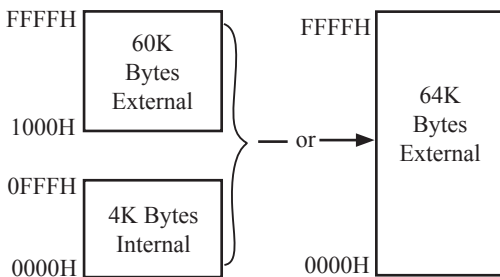 FFFFH
60K
Bytes
External
1000H
0FFFH
4K Bytes
Internal
0000H
or
FFFFH
64K
Bytes
External
0000H